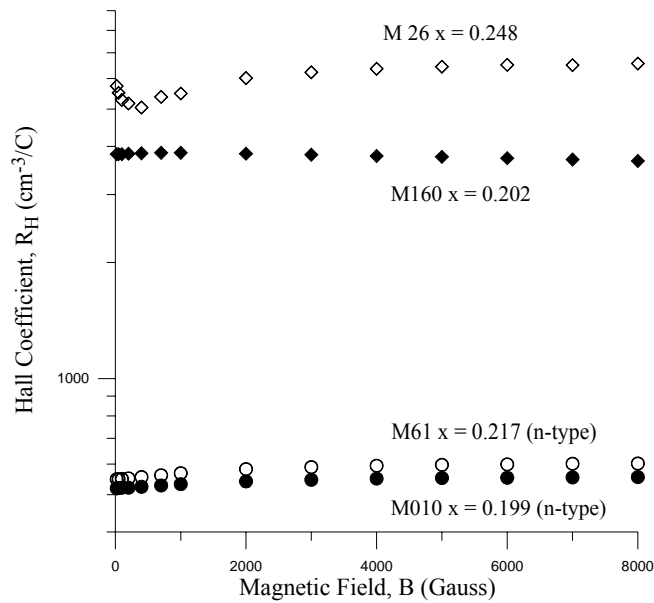 M 26 x = 0.248
M160 x = 0.202
Hall Coefficient, R_H (cm^-3/C)
1000
M61 x = 0.217 (n-type)
M010 x = 0.199 (n-type)
0 2000 4000 6000 8000
Magnetic Field, B (Gauss)